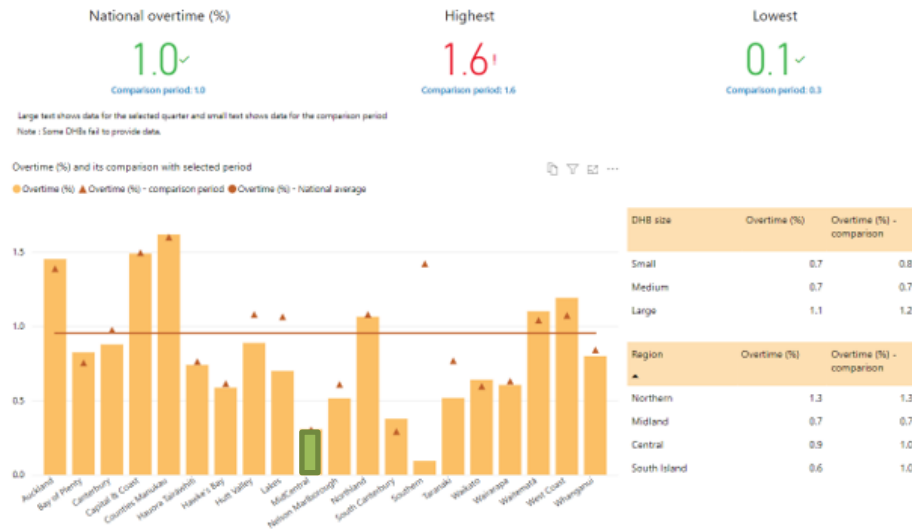 National overtime (%)
Highest
Lowest
1.0
1.6!
0.1
Comparison period: 1.0
Comparison period: 1.6
Comparison period: 0.3
Large text shows data for the selected quarter and small text shows data for the comparison period
Note : Some DHBs fail to provide data.
Overtime (%) and its comparison with selected period
Overtime (%) Overtime (%) - comparison period Overtime (%) - National average
1.5
1.0
0.5
0.0
Auckland
Bay of Plenty
Canterbury
Capital & Coast
Counties Manukau
Hauora Tairawhiti
Hawke's Bay
Hutt Valley
Lakes
MidCentral
Nelson Marlborough
Northland
South Canterbury
Southern
Taranaki
Waikato
Wairarapa
Waitematā
West Coast
Whanganui
DHB size Overtime (%) Overtime (%) -
comparison
Small 0.7 0.8
Medium 0.7 0.7
Large 1.1 1.2
Region Overtime (%) Overtime (%) -
comparison
Northern 1.3 1.3
Midland 0.7 0.7
Central 0.9 1.0
South Island 0.6 1.0